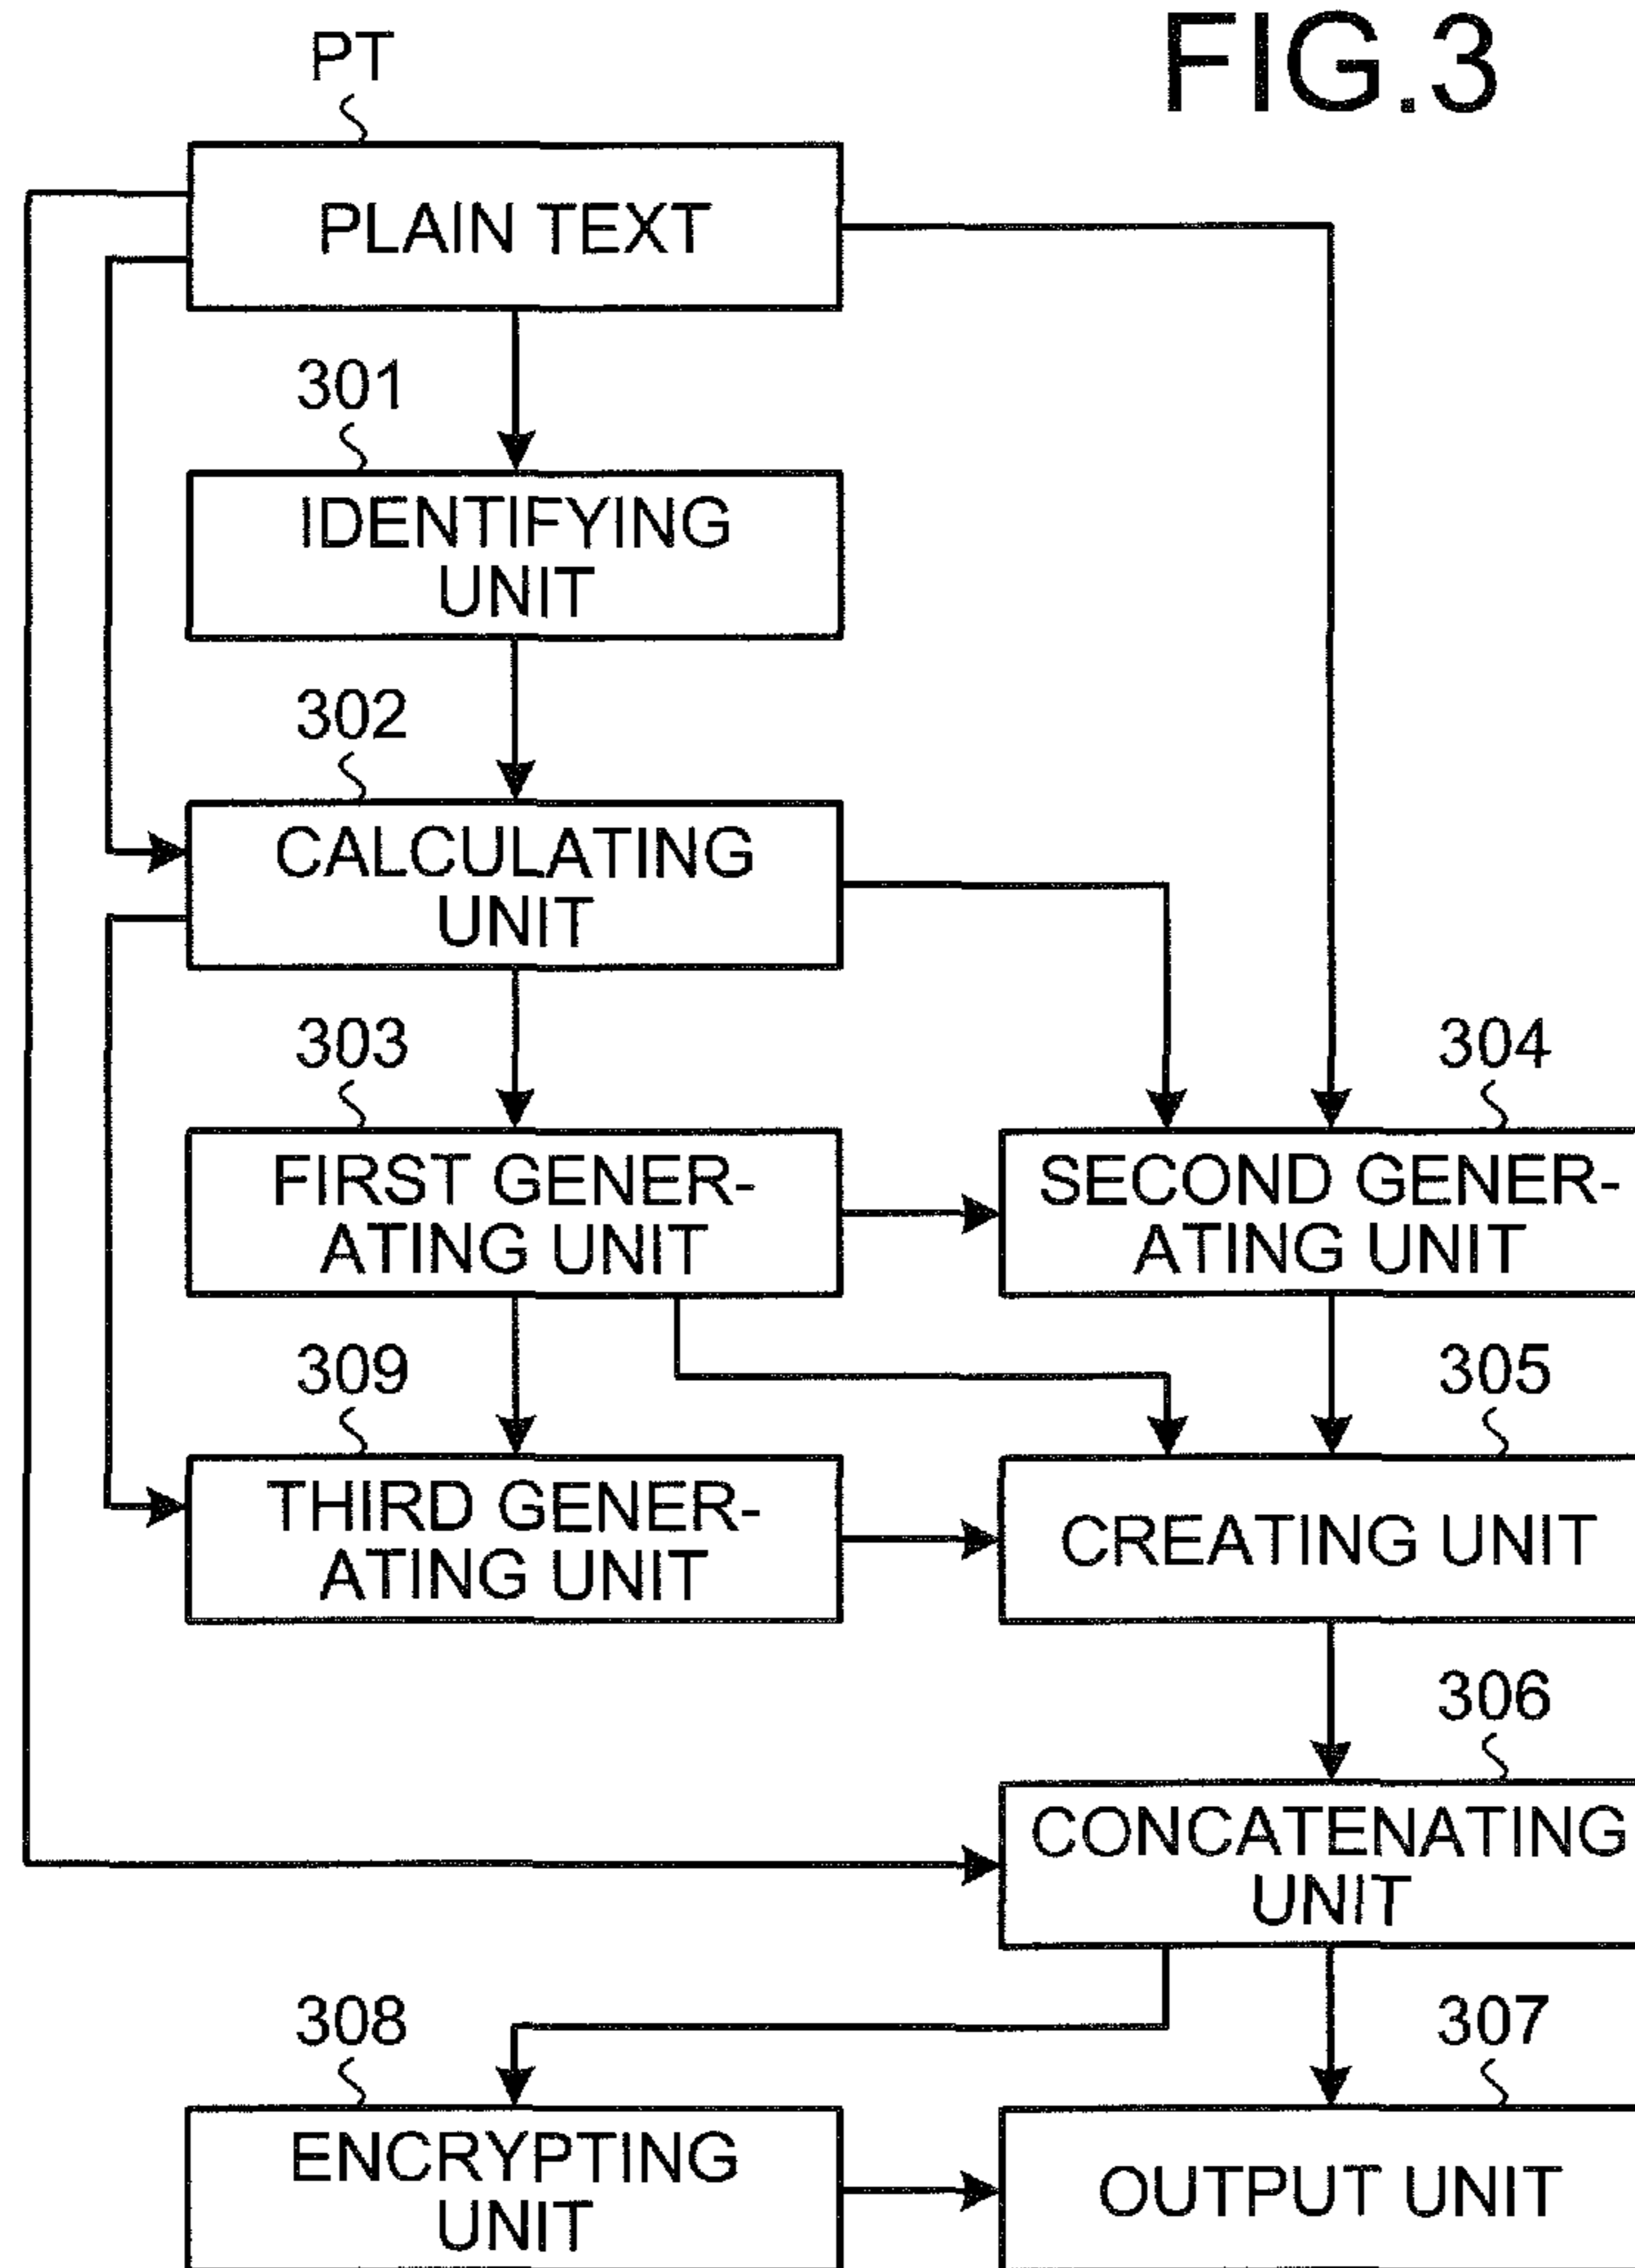 FIG.3
PT
PLAIN TEXT
301
IDENTIFYING
UNIT
302
CALCULATING
UNIT
303
FIRST GENER-
ATING UNIT
304
SECOND GENER-
ATING UNIT
309
THIRD GENER-
ATING UNIT
305
CREATING UNIT
306
CONCATENATING
UNIT
308
ENCRYPTING
UNIT
307
OUTPUT UNIT